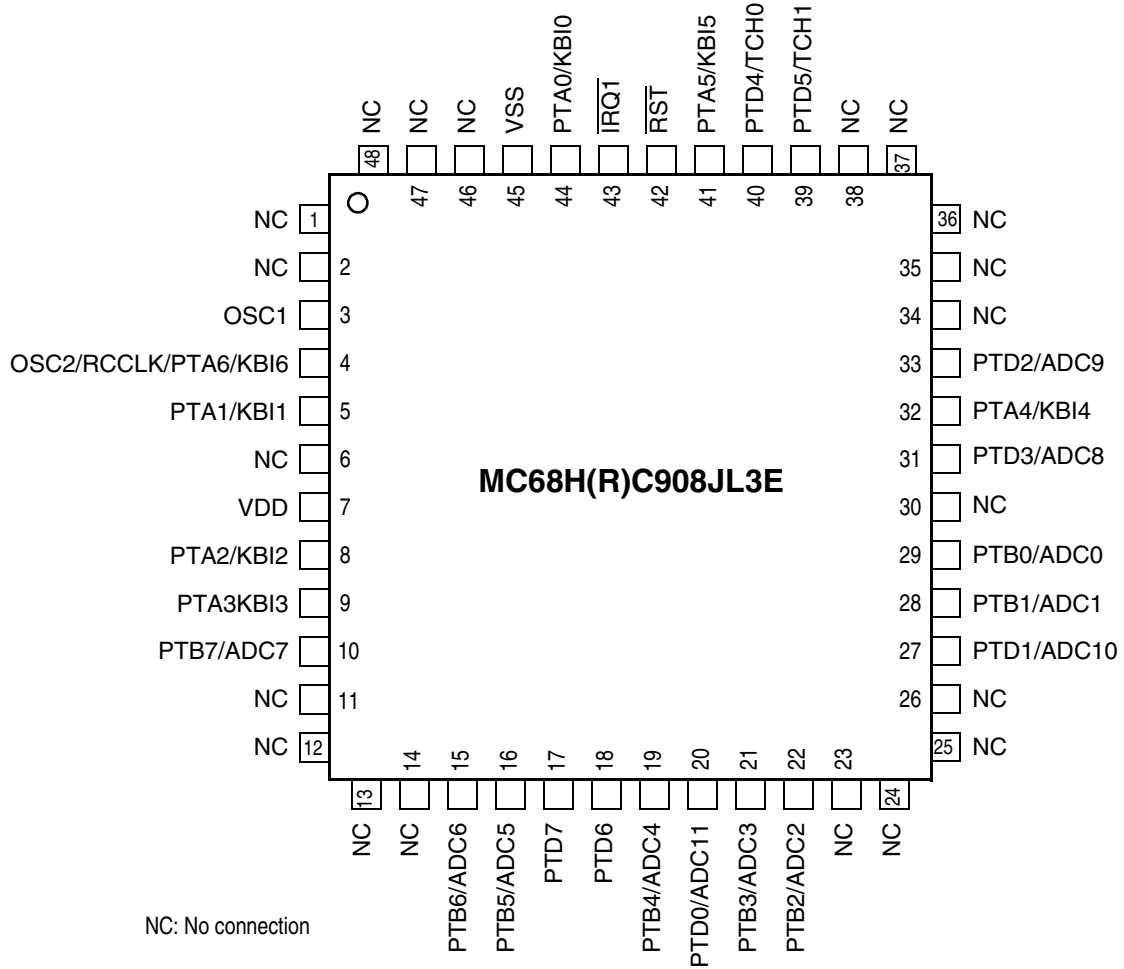 NC
NC
NC
VSS
PTA0/KBI0
IRQ1
RST
PTA5/KBI5
PTD4/TCH0
PTD5/TCH1
NC
NC
48
47
46
45
44
43
42
41
40
39
38
37
NC 1
NC 2
OSC1 3
OSC2/RCCLK/PTA6/KBI6 4
PTA1/KBI1 5
NC 6
VDD 7
PTA2/KBI2 8
PTA3KBI3 9
PTB7/ADC7 10
NC 11
NC 12
MC68H(R)C908JL3E
36 NC
35 NC
34 NC
33 PTD2/ADC9
32 PTA4/KBI4
31 PTD3/ADC8
30 NC
29 PTB0/ADC0
28 PTB1/ADC1
27 PTD1/ADC10
26 NC
25 NC
13
14
15
16
17
18
19
20
21
22
23
24
NC
NC
PTB6/ADC6
PTB5/ADC5
PTD7
PTD6
PTB4/ADC4
PTD0/ADC11
PTB3/ADC3
PTB2/ADC2
NC
NC
NC: No connection